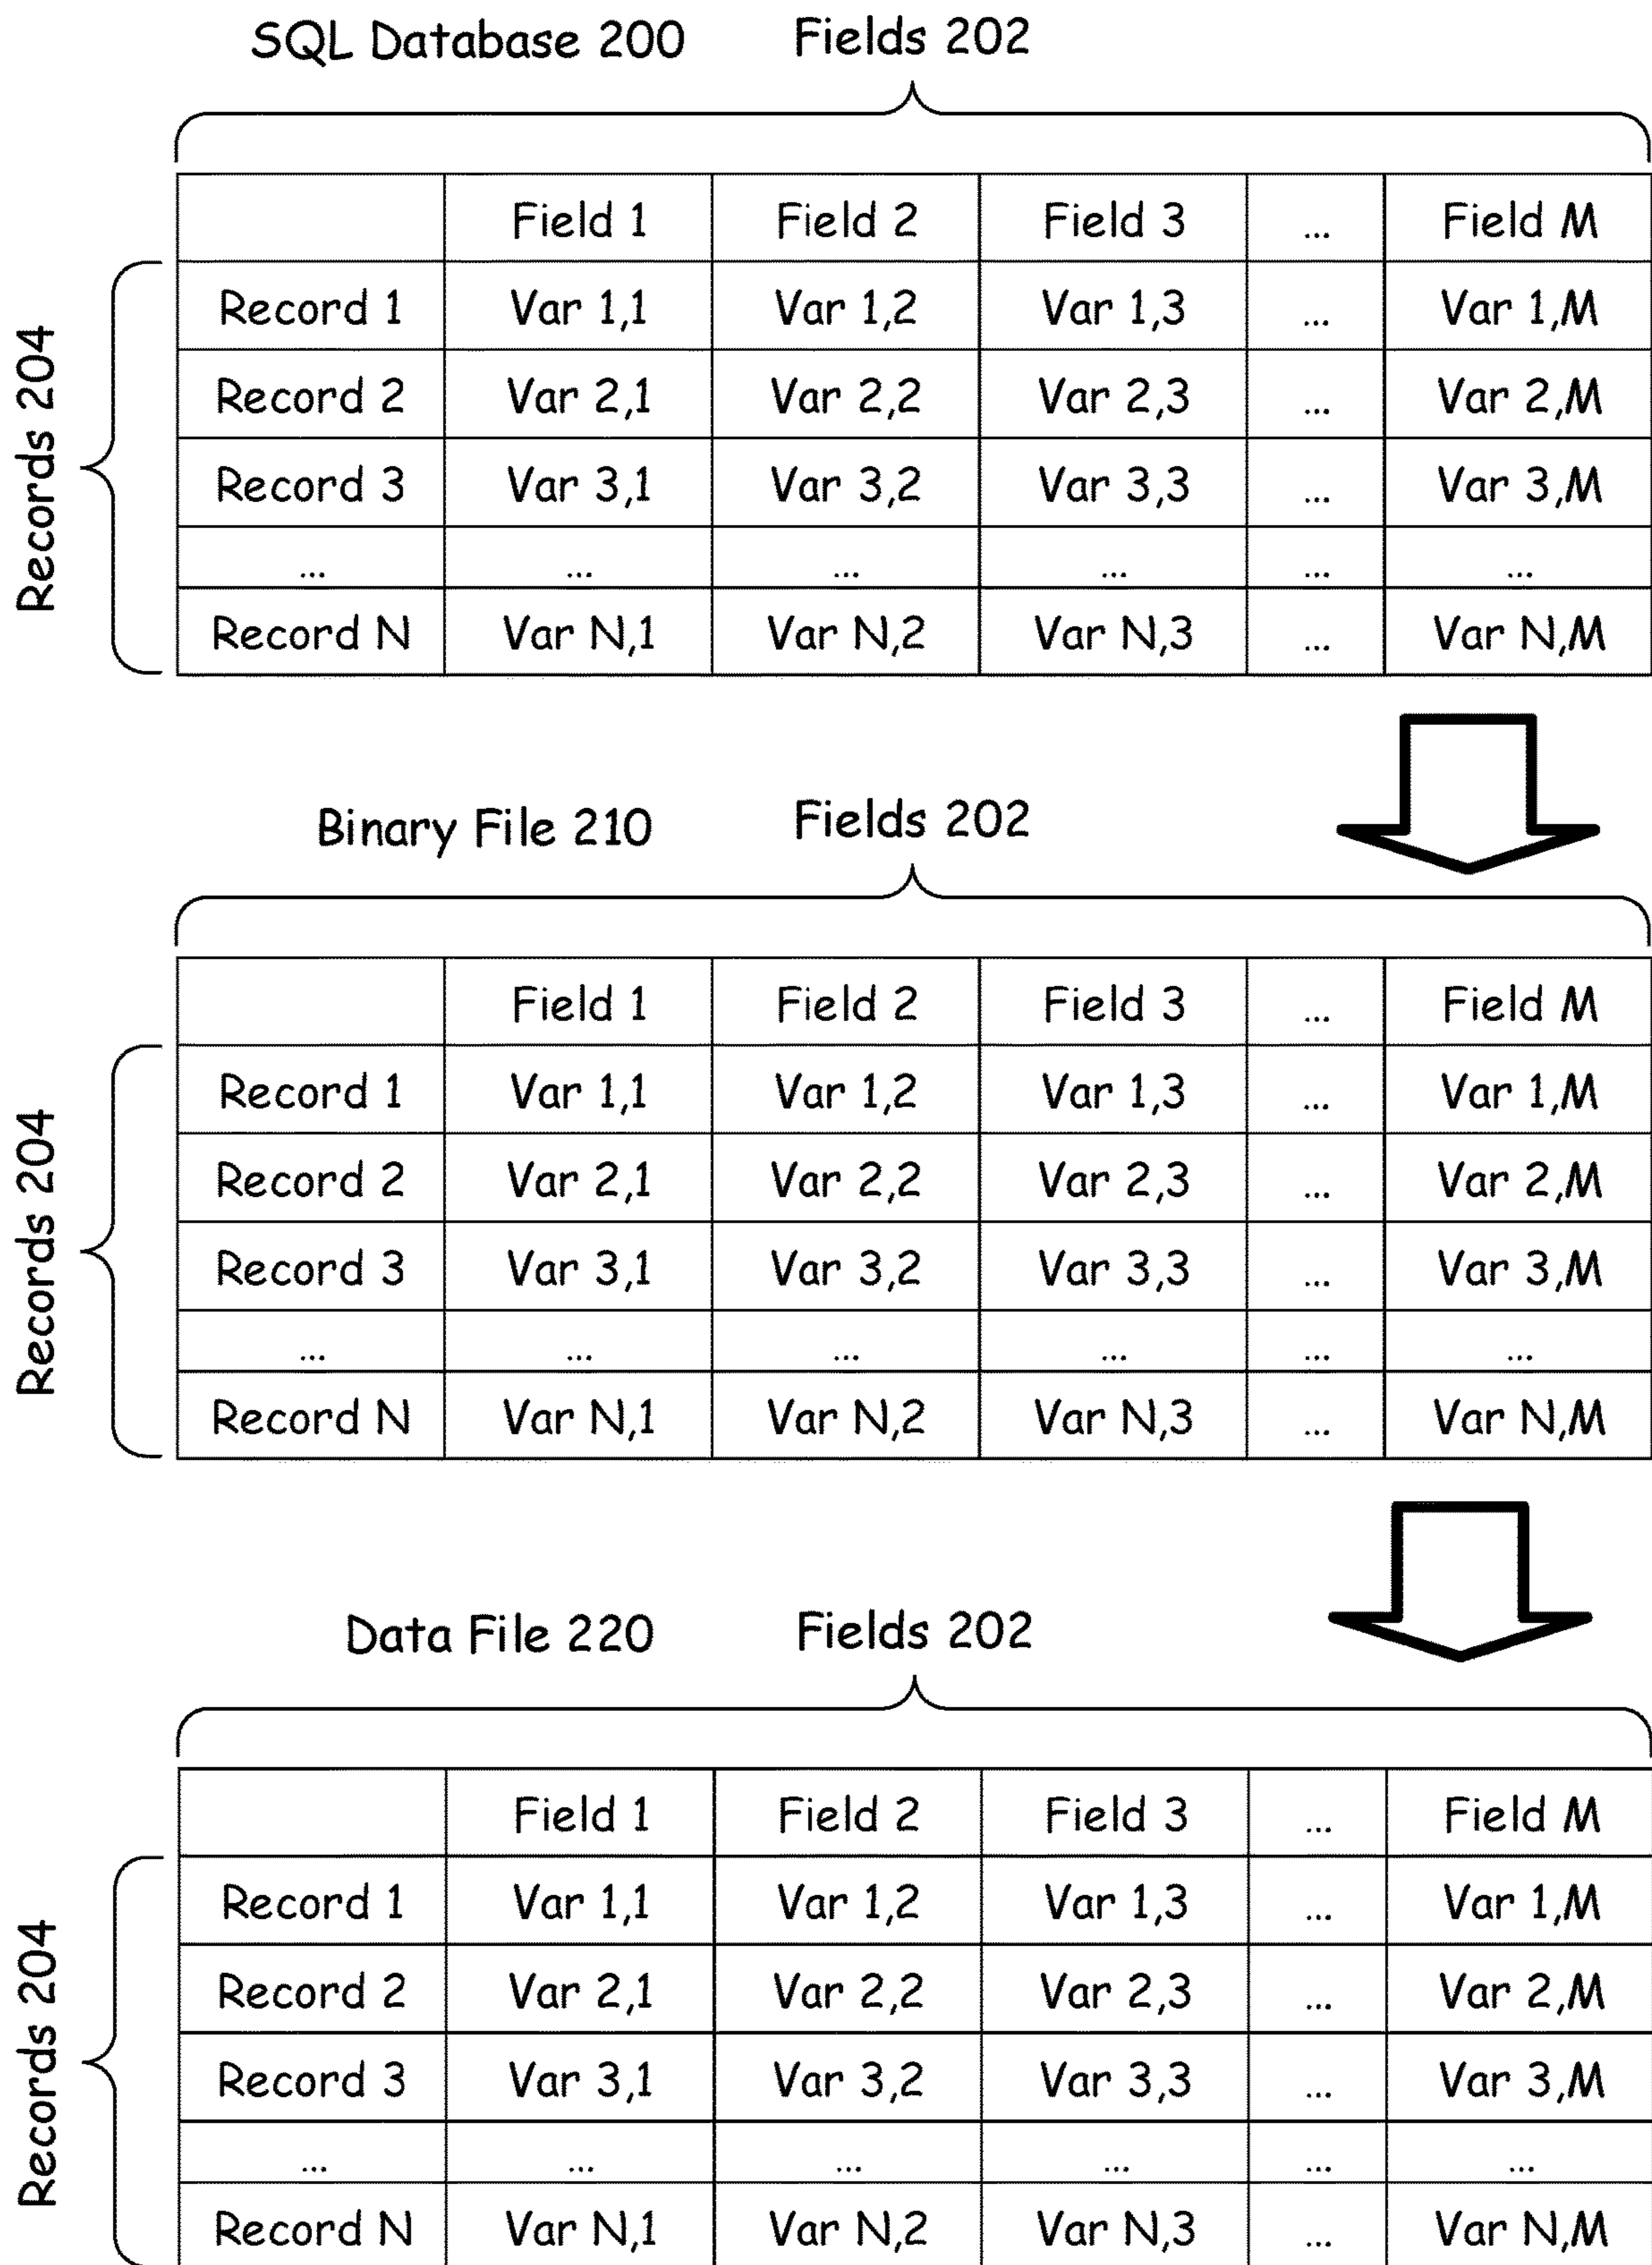 SQL Database 200 Fields 202
Field 1 Field 2 Field 3 ... Field M
Records 204
Record 1 Var 1,1 Var 1,2 Var 1,3 ... Var 1,M
Record 2 Var 2,1 Var 2,2 Var 2,3 ... Var 2,M
Record 3 Var 3,1 Var 3,2 Var 3,3 ... Var 3,M
... ... ... ... ... ...
Record N Var N,1 Var N,2 Var N,3 ... Var N,M
Binary File 210 Fields 202
Field 1 Field 2 Field 3 ... Field M
Records 204
Record 1 Var 1,1 Var 1,2 Var 1,3 ... Var 1,M
Record 2 Var 2,1 Var 2,2 Var 2,3 ... Var 2,M
Record 3 Var 3,1 Var 3,2 Var 3,3 ... Var 3,M
... ... ... ... ... ...
Record N Var N,1 Var N,2 Var N,3 ... Var N,M
Data File 220 Fields 202
Field 1 Field 2 Field 3 ... Field M
Records 204
Record 1 Var 1,1 Var 1,2 Var 1,3 ... Var 1,M
Record 2 Var 2,1 Var 2,2 Var 2,3 ... Var 2,M
Record 3 Var 3,1 Var 3,2 Var 3,3 ... Var 3,M
... ... ... ... ... ...
Record N Var N,1 Var N,2 Var N,3 ... Var N,M